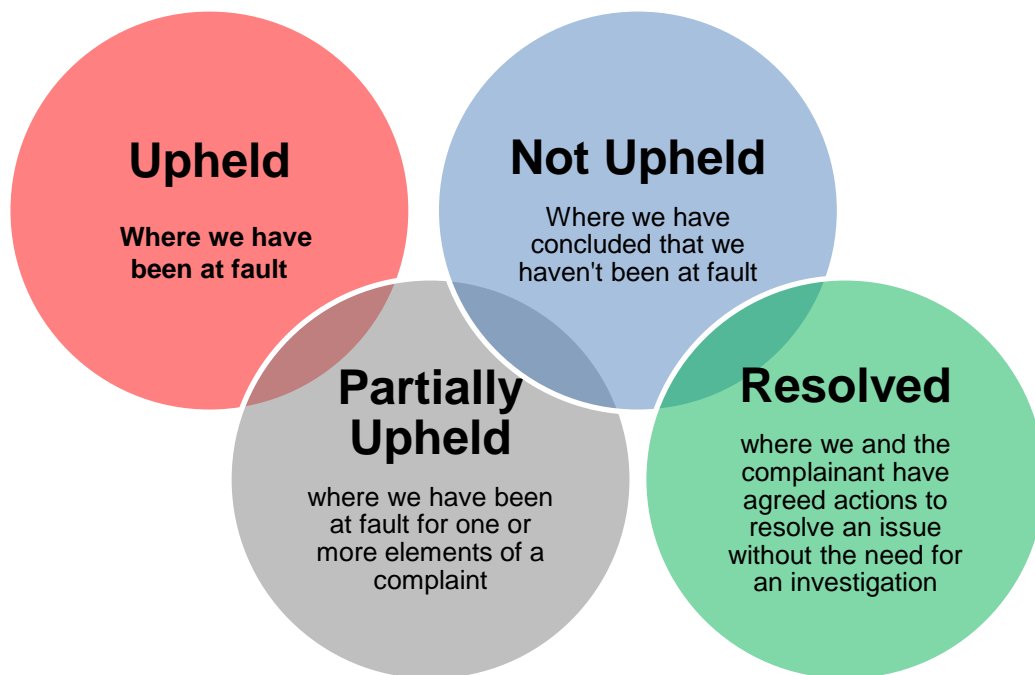 Upheld
Where we have
been at fault
Not Upheld
Where we have
concluded that we
haven't been at fault
Partially
Upheld
where we have been
at fault for one or
more elements of a
complaint
Resolved
where we and the
complainant have
agreed actions to
resolve an issue
without the need for
an investigation